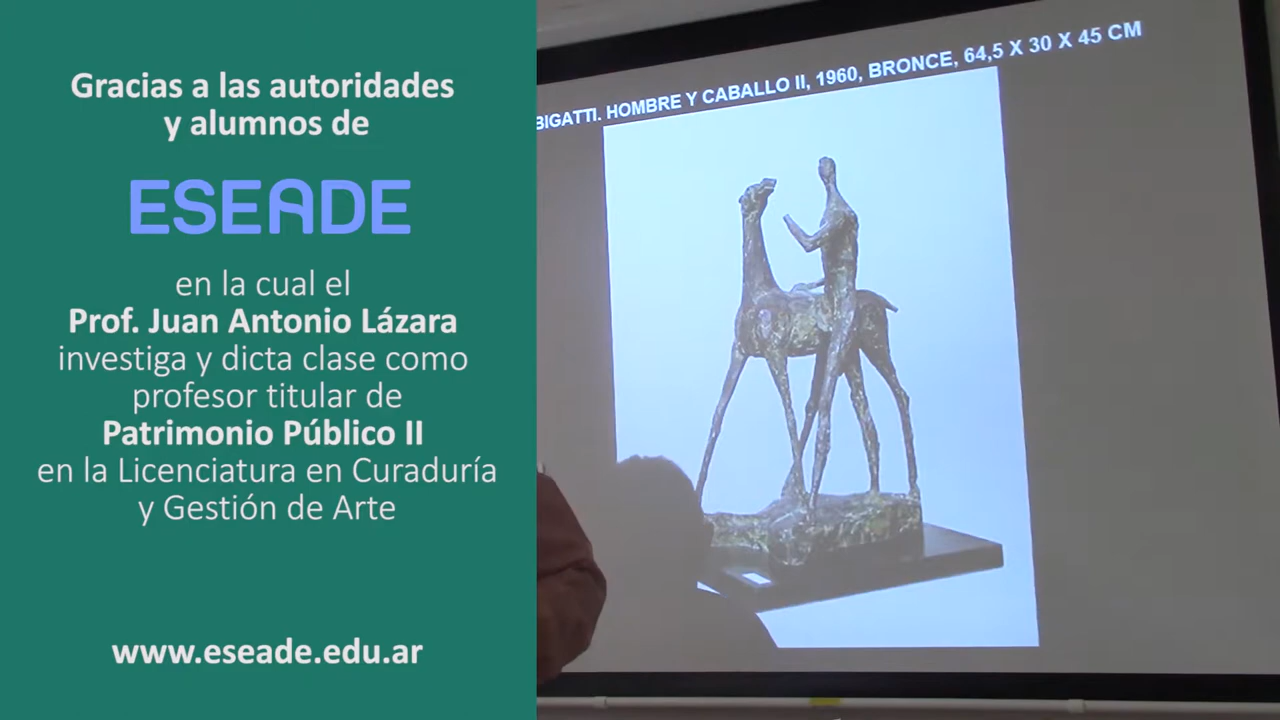 Gracias a las autoridades
y alumnos de
ESEADE
en la cual el
Prof. Juan Antonio Lázara
investiga y dicta clase como
profesor titular de
Patrimonio Público II
en la Licenciatura en Curaduría
y Gestión de Arte
www.eseade.edu.ar
BIGATTI. HOMBRE Y CABALLO II, 1960, BRONCE, 64,5 X 30 X 45 CM